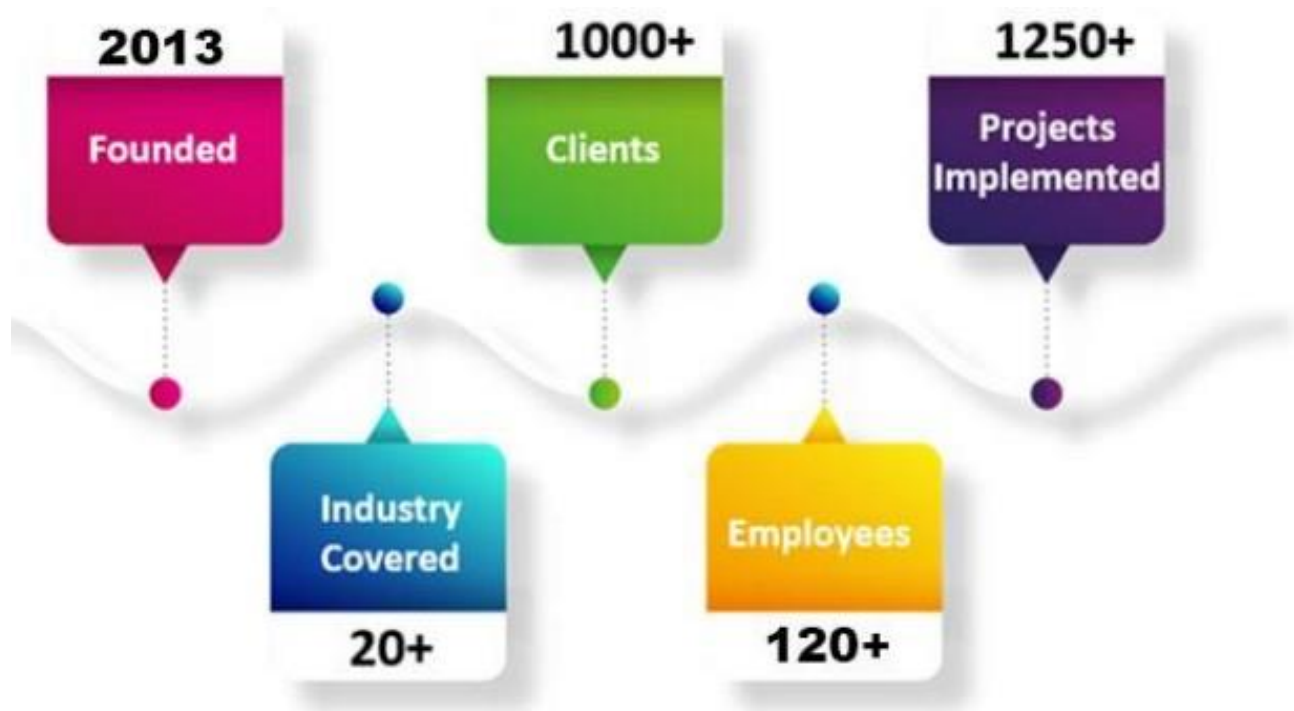 2013
Founded
Industry
Covered
20+
1000+
Clients
Employees
120+
1250+
Projects
Implemented